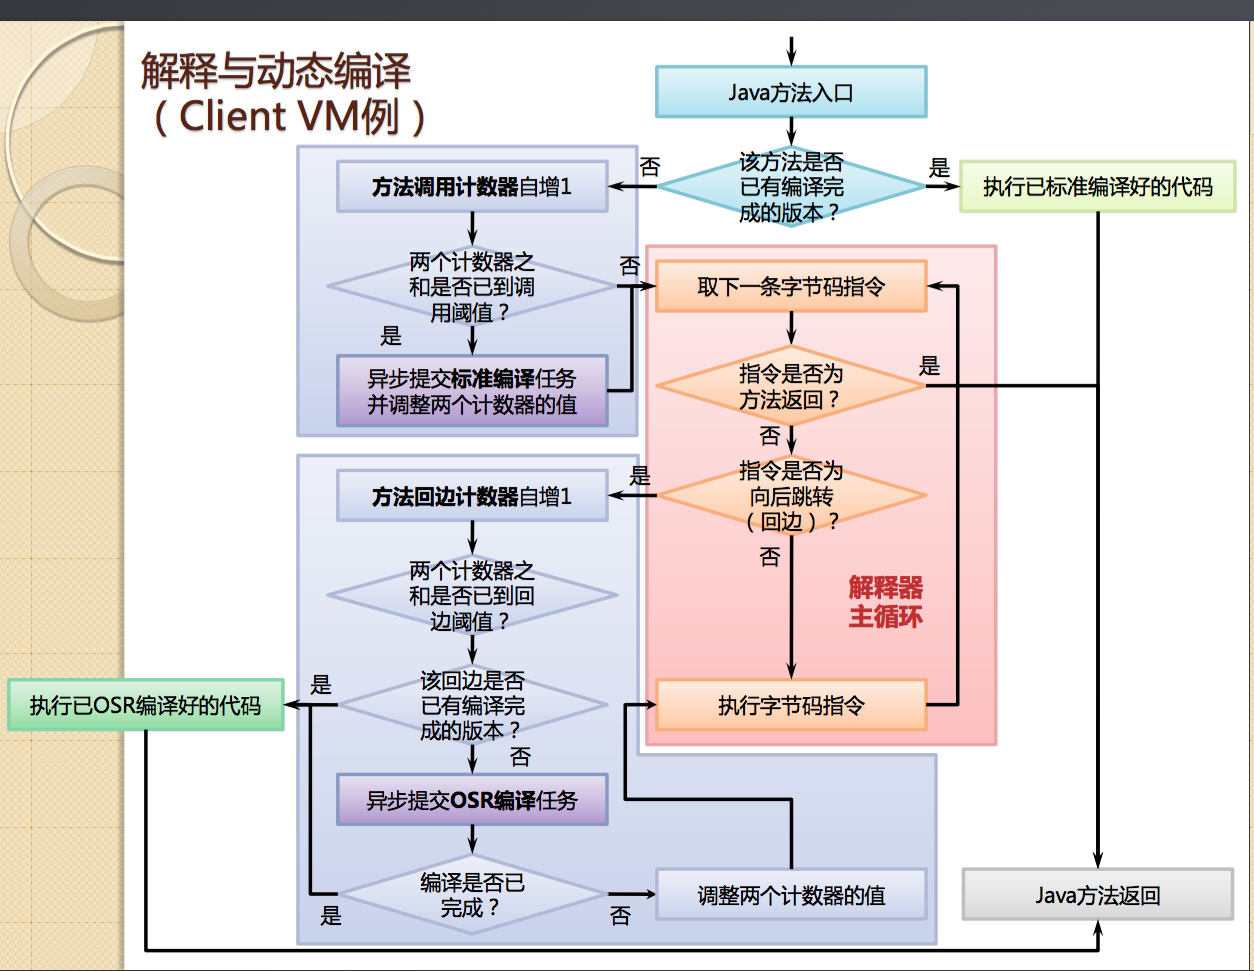 解释与动态编译
（Client VM例）
Java方法入口
该方法是否
已有编译完
成的版本？
否
是
执行已标准编译好的代码
方法调用计数器自增1
两个计数器之
和是否已到调
用阈值？
否
是
异步提交标准编译任务
并调整两个计数器的值
取下一条字节码指令
指令是否为
方法返回？
是
否
指令是否为
向后跳转
（回边）？
是
否
解释器
主循环
执行字节码指令
方法回边计数器自增1
两个计数器之
和是否已到回
边阈值？
该回边是否
已有编译完
成的版本？
是
否
执行已OSR编译好的代码
异步提交OSR编译任务
编译是否已
完成？
是
否
调整两个计数器的值
Java方法返回